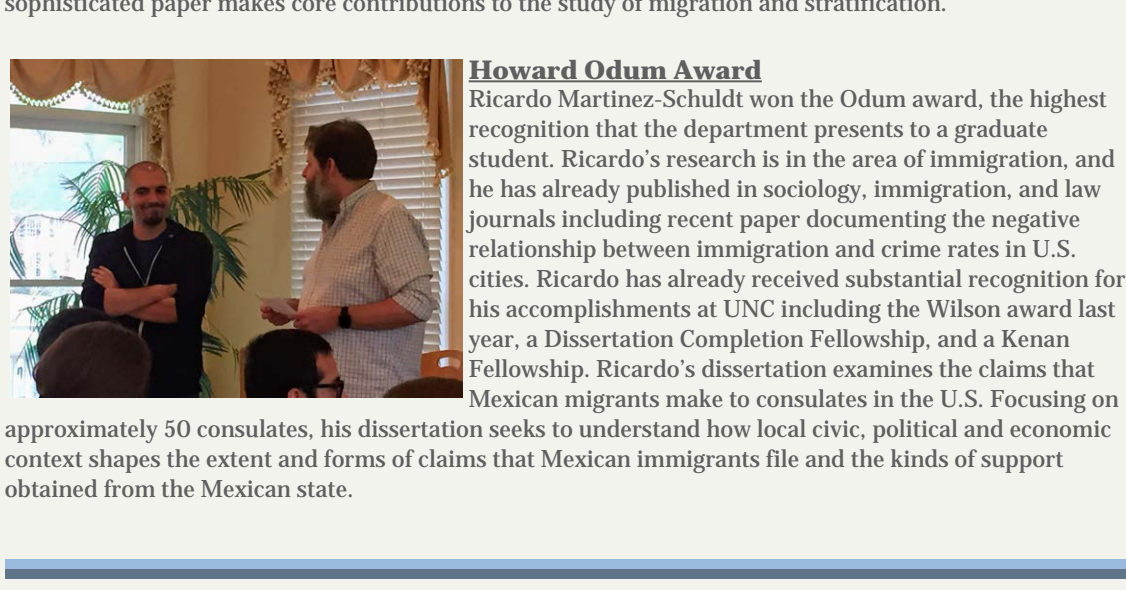 sophisticated paper makes core contributions to the study of migration and stratification.
Howard Odum Award
Ricardo Martinez-Schuldt won the Odum award, the highest
recognition that the department presents to a graduate
student. Ricardo’s research is in the area of immigration, and
he has already published in sociology, immigration, and law
journals including recent paper documenting the negative
relationship between immigration and crime rates in U.S.
cities. Ricardo has already received substantial recognition for
his accomplishments at UNC including the Wilson award last
year, a Dissertation Completion Fellowship, and a Kenan
Fellowship. Ricardo’s dissertation examines the claims that
Mexican migrants make to consulates in the U.S. Focusing on
approximately 50 consulates, his dissertation seeks to understand how local civic, political and economic
context shapes the extent and forms of claims that Mexican immigrants file and the kinds of support
obtained from the Mexican state.